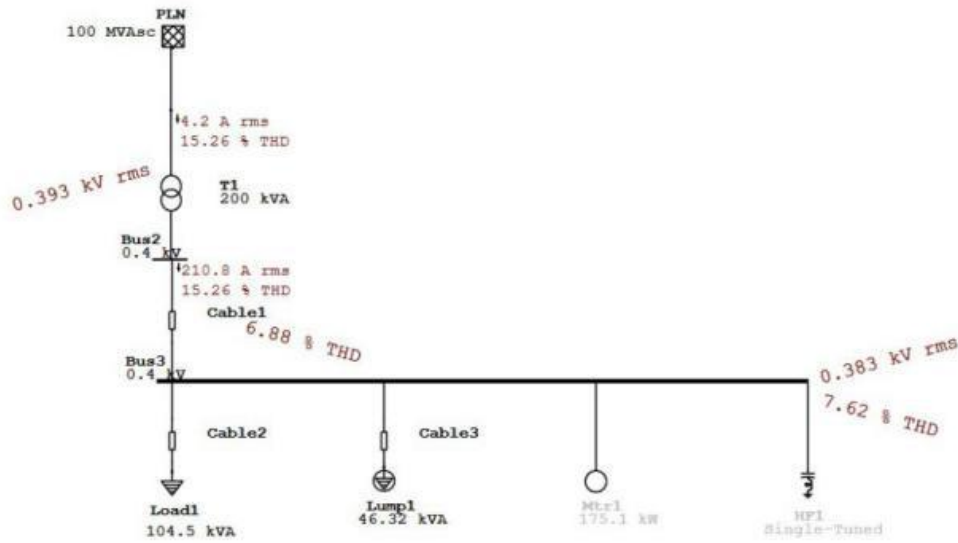 PLN
100 MVAsc
4.2 A rms
15.26 % THD
0.393 kV rms
T1
200 kVA
Bus2
0.4 kV
210.8 A rms
15.26 % THD
Cable1
6.88 % THD
Bus3
0.4 kV
0.383 kV rms
7.62 % THD
Cable2
Cable3
Load1
104.5 kVA
Lump1
46.32 kVA
Mtr1
175.1 kW
HF1
Single-Tuned